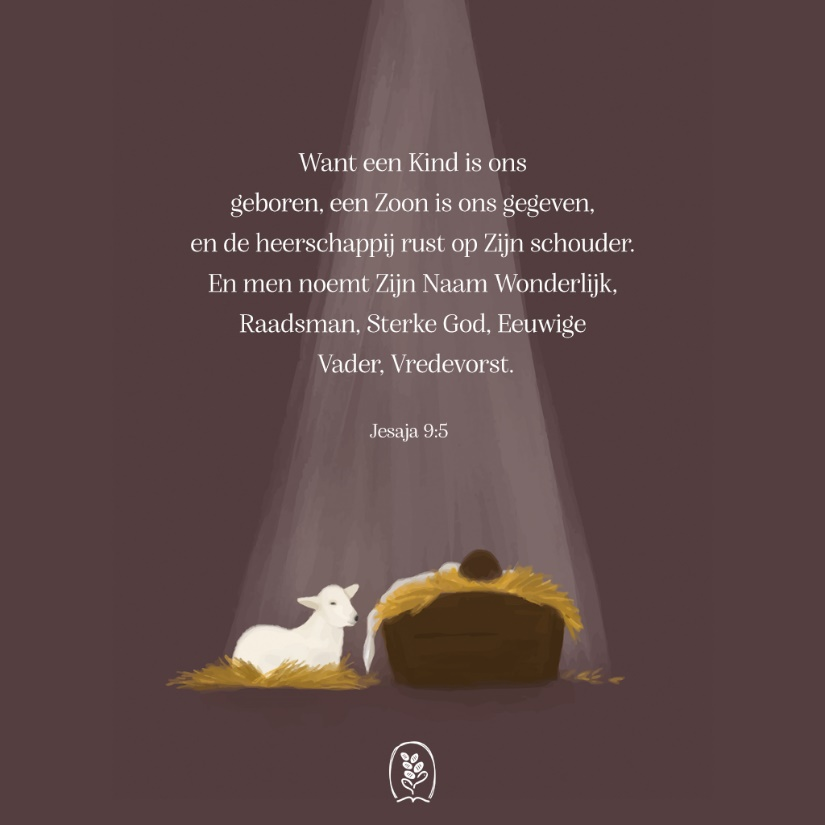 Want een Kind is ons
geboren, een Zoon is ons gegeven,
en de heerschappij rust op Zijn schouder.
En men noemt Zijn Naam Wonderlijk,
Raadsman, Sterke God, Eeuwige
Vader, Vredevorst.
Jesaja 9:5